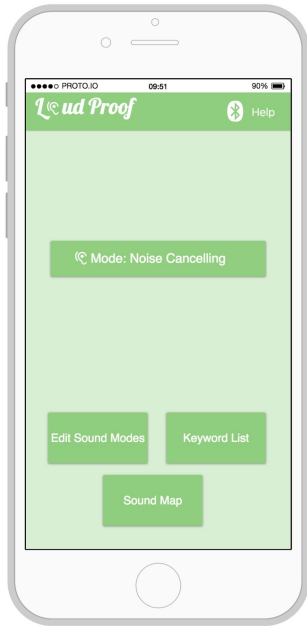 PROTO.IO 09:51 90%
Loud Proof Help
Mode: Noise Cancelling
Edit Sound Modes Keyword List
Sound Map